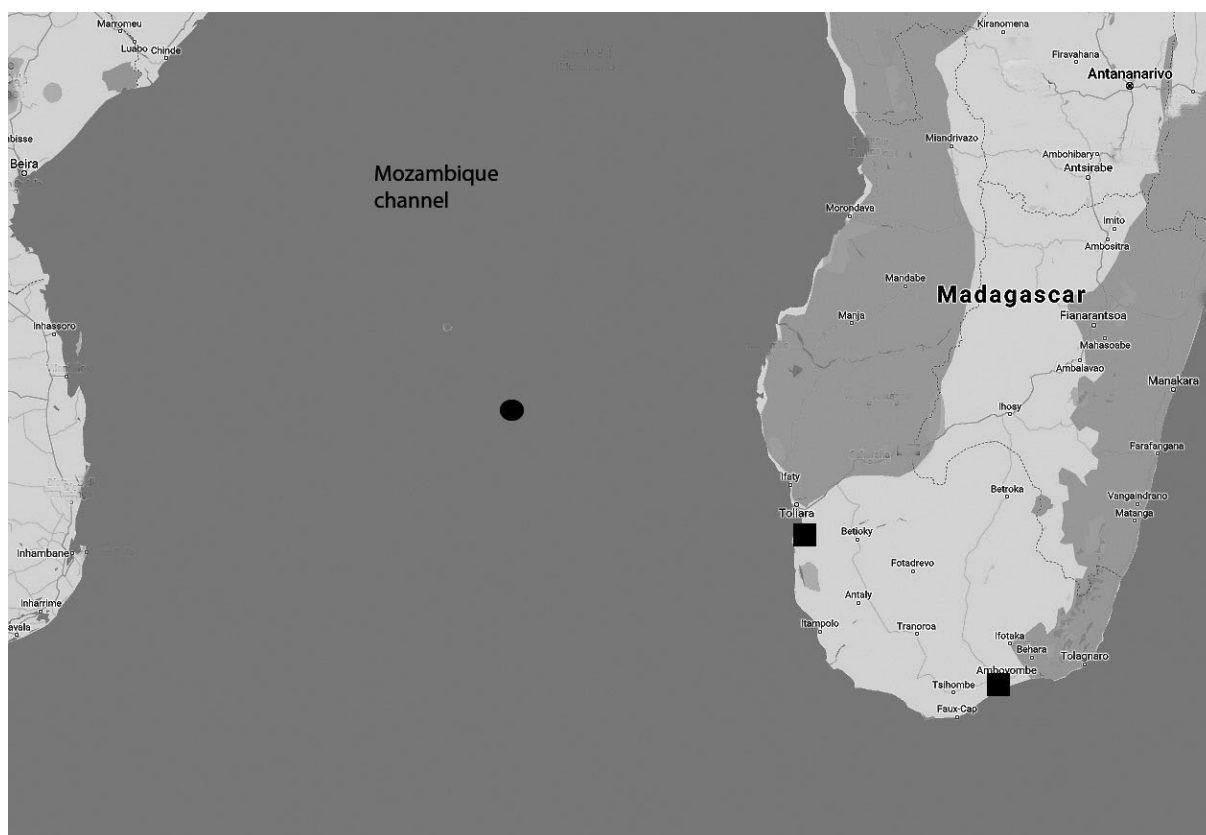 Marromeu
Luabo
Chinde
Kiranomena
Firavahana
Antananarivo
Beira
Mozambique
channel
Miandrivazo
Ambohibary
Antsirabe
Morondava
Imito
Ambositra
Mandabe
Madagascar
Inhassoro
Manja
Fianarantsoa
Mahasoabe
Ambalavao
Manakara
Ihosy
Farafangana
Ifaty
Toliara
Betroka
Vangaindrano
Matanga
Inhambane
Betioky
Fotadrevo
Inharrime
Antaly
Itampolo
Tranoroa
Ifotaka
Behara
Tolagnaro
Ambovombe
Tsihombe
Faux-Cap